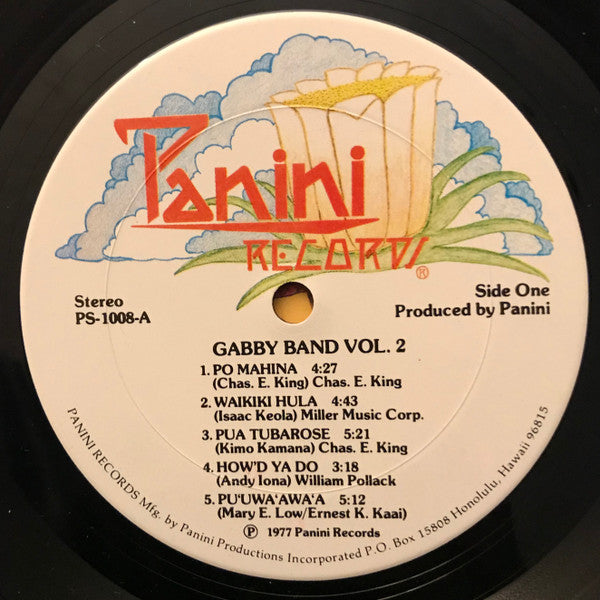 Panini
RECORDS®
Stereo
PS-1008-A
Side One
Produced by Panini
GABBY BAND VOL. 2
1. PO MAHINA 4:27
(Chas. E. King) Chas. E. King
2. WAIKIKI HULA 4:43
(Isaac Keola) Miller Music Corp.
3. PUA TUBAROSE 5:21
(Kimo Kamana) Chas. E. King
4. HOW'D YA DO 3:18
(Andy Iona) William Pollack
5. PU'UWA'AWA'A 5:12
(Mary E. Low/Ernest K. Kaai)
℗ 1977 Panini Records
PANINI RECORDS Mfg. by Panini Productions Incorporated P.O. Box 15808 Honolulu, Hawaii 96815